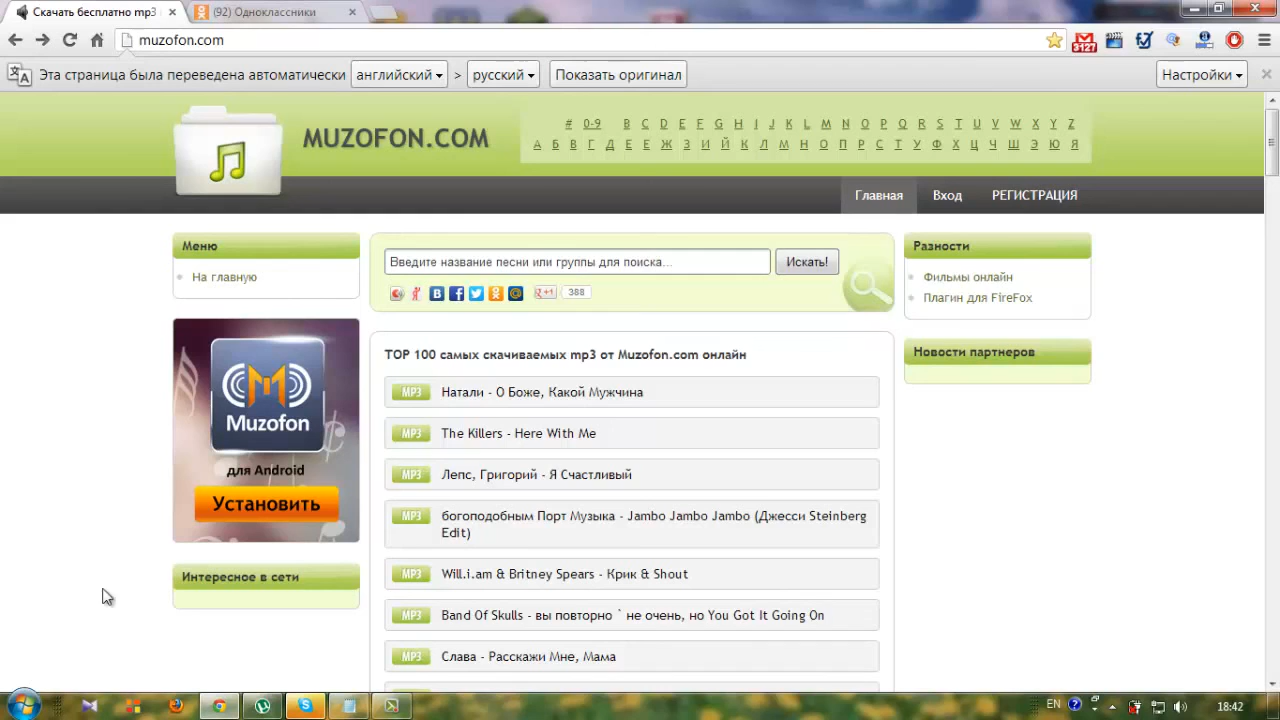 Скачать бесплатно mp3
(92) Одноклассники
muzofon.com
3127
Эта страница была переведена автоматически английский > русский Показать оригинал Настройки
MUZOFON.COM
# 0-9 B C D E F G H I J K L M N O P Q R S T U V W X Y Z
А Б В Г Д Е Ё Ж З И Й К Л М Н О П Р С Т У Ф Х Ц Ч Ш Щ Э Ю Я
Главная Вход РЕГИСТРАЦИЯ
Меню
На главную
Введите название песни или группы для поиска... Искать!
g+1 388
Разности
Фильмы онлайн
Плагин для FireFox
Новости партнеров
Muzofon
для Android
Установить
Интересное в сети
TOP 100 самых скачиваемых mp3 от Muzofon.com онлайн
MP3 Натали - О Боже, Какой Мужчина
MP3 The Killers - Here With Me
MP3 Лепс, Григорий - Я Счастливый
MP3 богоподобным Порт Музыка - Jambo Jambo Jambo (Джесси Steinberg
Edit)
MP3 Will.i.am & Britney Spears - Крик & Shout
MP3 Band Of Skulls - вы повторно ` не очень, но You Got It Going On
MP3 Слава - Расскажи Мне, Мама
EN 18:42